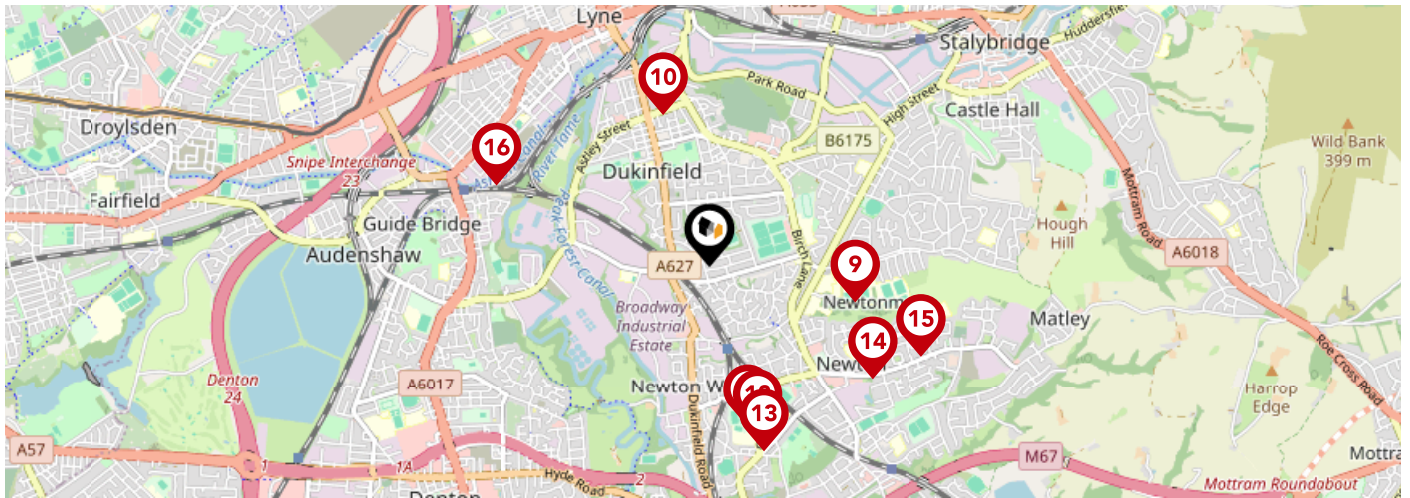 Lyne
Stalybridge
Huddersfie
10
Park Road
High Street
Castle Hall
Droylsden
Astley Street
B6175
Wild Bank
399 m
16
Snipe Interchange
23
River Tame
Dukinfield
Fairfield
Guide Bridge
Peak Forest Canal
Mottram Road
Hough
Hill
Birch Lane
A6018
Audenshaw
A627
9
Newtonm
Broadway
Industrial
Estate
15
Matley
14
Newton
Roe Cross Road
Denton
24
A6017
Newton W
Harrop
Edge
13
Dukinfield Road
A57
1
1A
Hyde Road
2
M67
Mottra
Mottram Roundabout
Denton